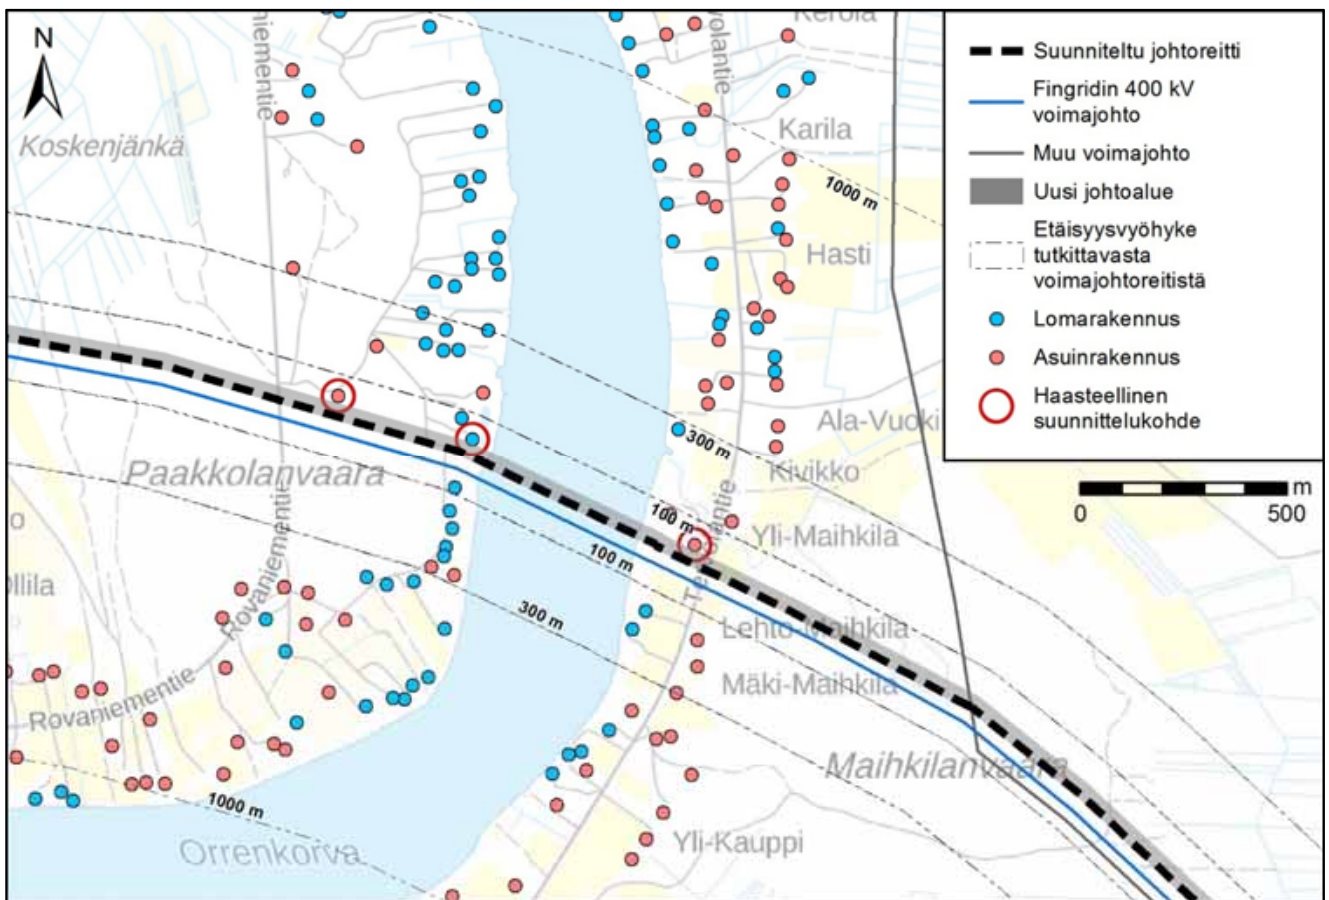 N
niementie
volantie
Kerola
Koskenjänkä
Karila
1000 m
Hasti
Ala-Vuoki
300 m
Kivikko
Paakkolanvaara
100 m
Yli-Maihkila
100 m
300 m
Rovaniementie
Lehto-Maihkila
Mäki-Maihkila
Rovaniementie
Maihkilanvaara
1000 m
Orrenkorva
Yli-Kauppi
Suunniteltu johtoreitti
Fingridin 400 kV
voimajohto
Muu voimajohto
Uusi johtoalue
Etäisyysvyöhyke
tutkittavasta
voimajohtoreitistä
Lomarakennus
Asuinrakennus
Haasteellinen
suunnittelukohde
m
0 500